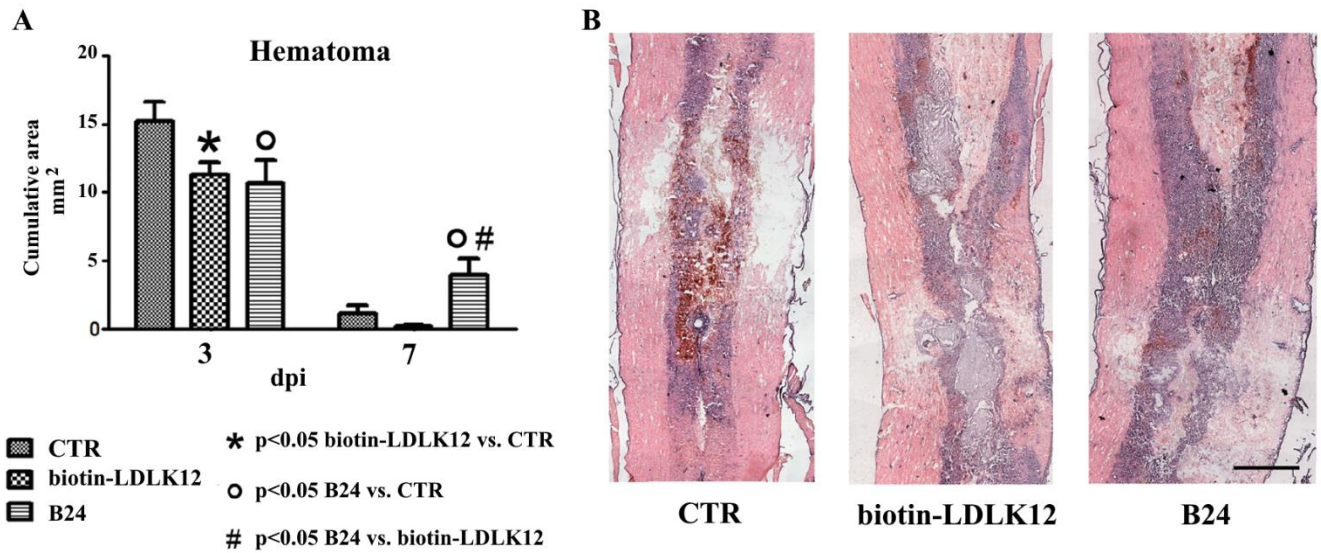 A
Hematoma
Cumulative area
mm²
20
15
10
5
0
*
o
o #
3
7
dpi
CTR
biotin-LDLK12
B24
* p<0.05 biotin-LDLK12 vs. CTR
o p<0.05 B24 vs. CTR
# p<0.05 B24 vs. biotin-LDLK12
B
CTR
biotin-LDLK12
B24